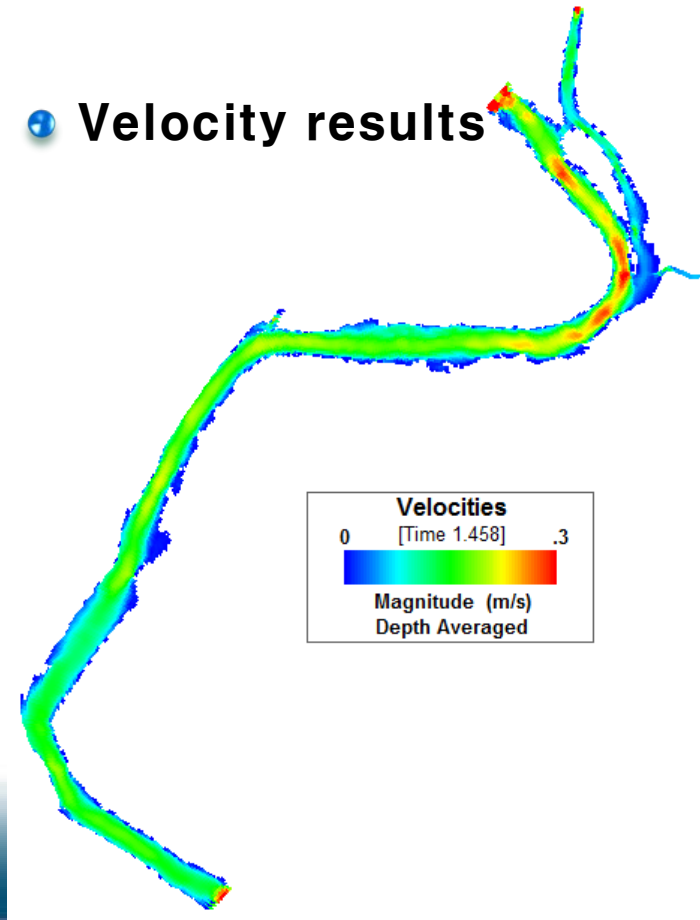 Velocity results
Velocities
0 [Time 1.458] .3
Magnitude (m/s)
Depth Averaged